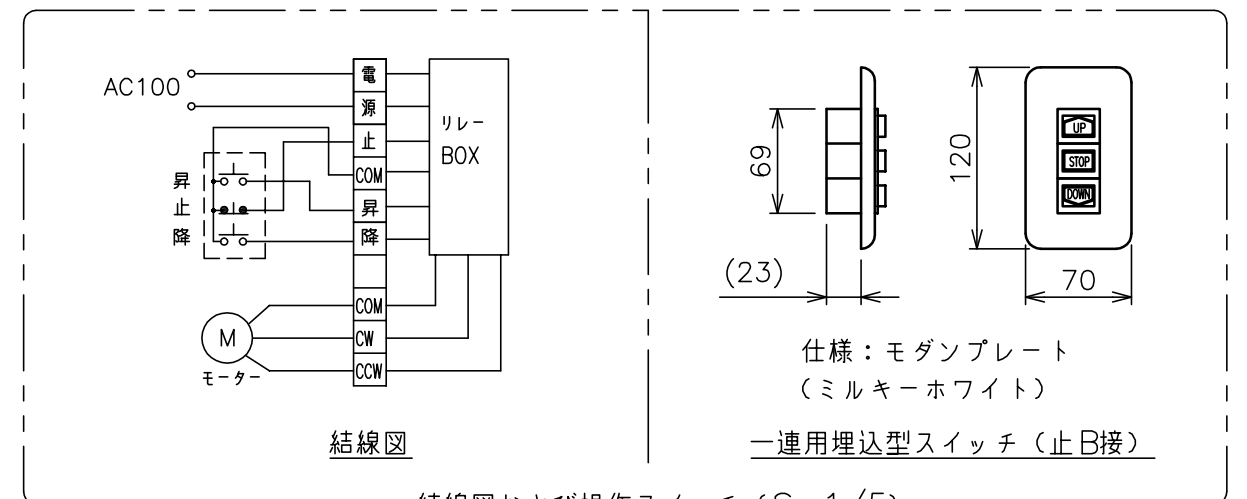 AC100
電
源
止
COM
昇
降
COM
CW
CCW
リレー
BOX
昇
止
降
M
モーター
結線図
69
(23)
120
70
UP
STOP
DOWN
仕様：モダンプレート
（ミルキーホワイト）
一連用埋込型スイッチ（止B接）